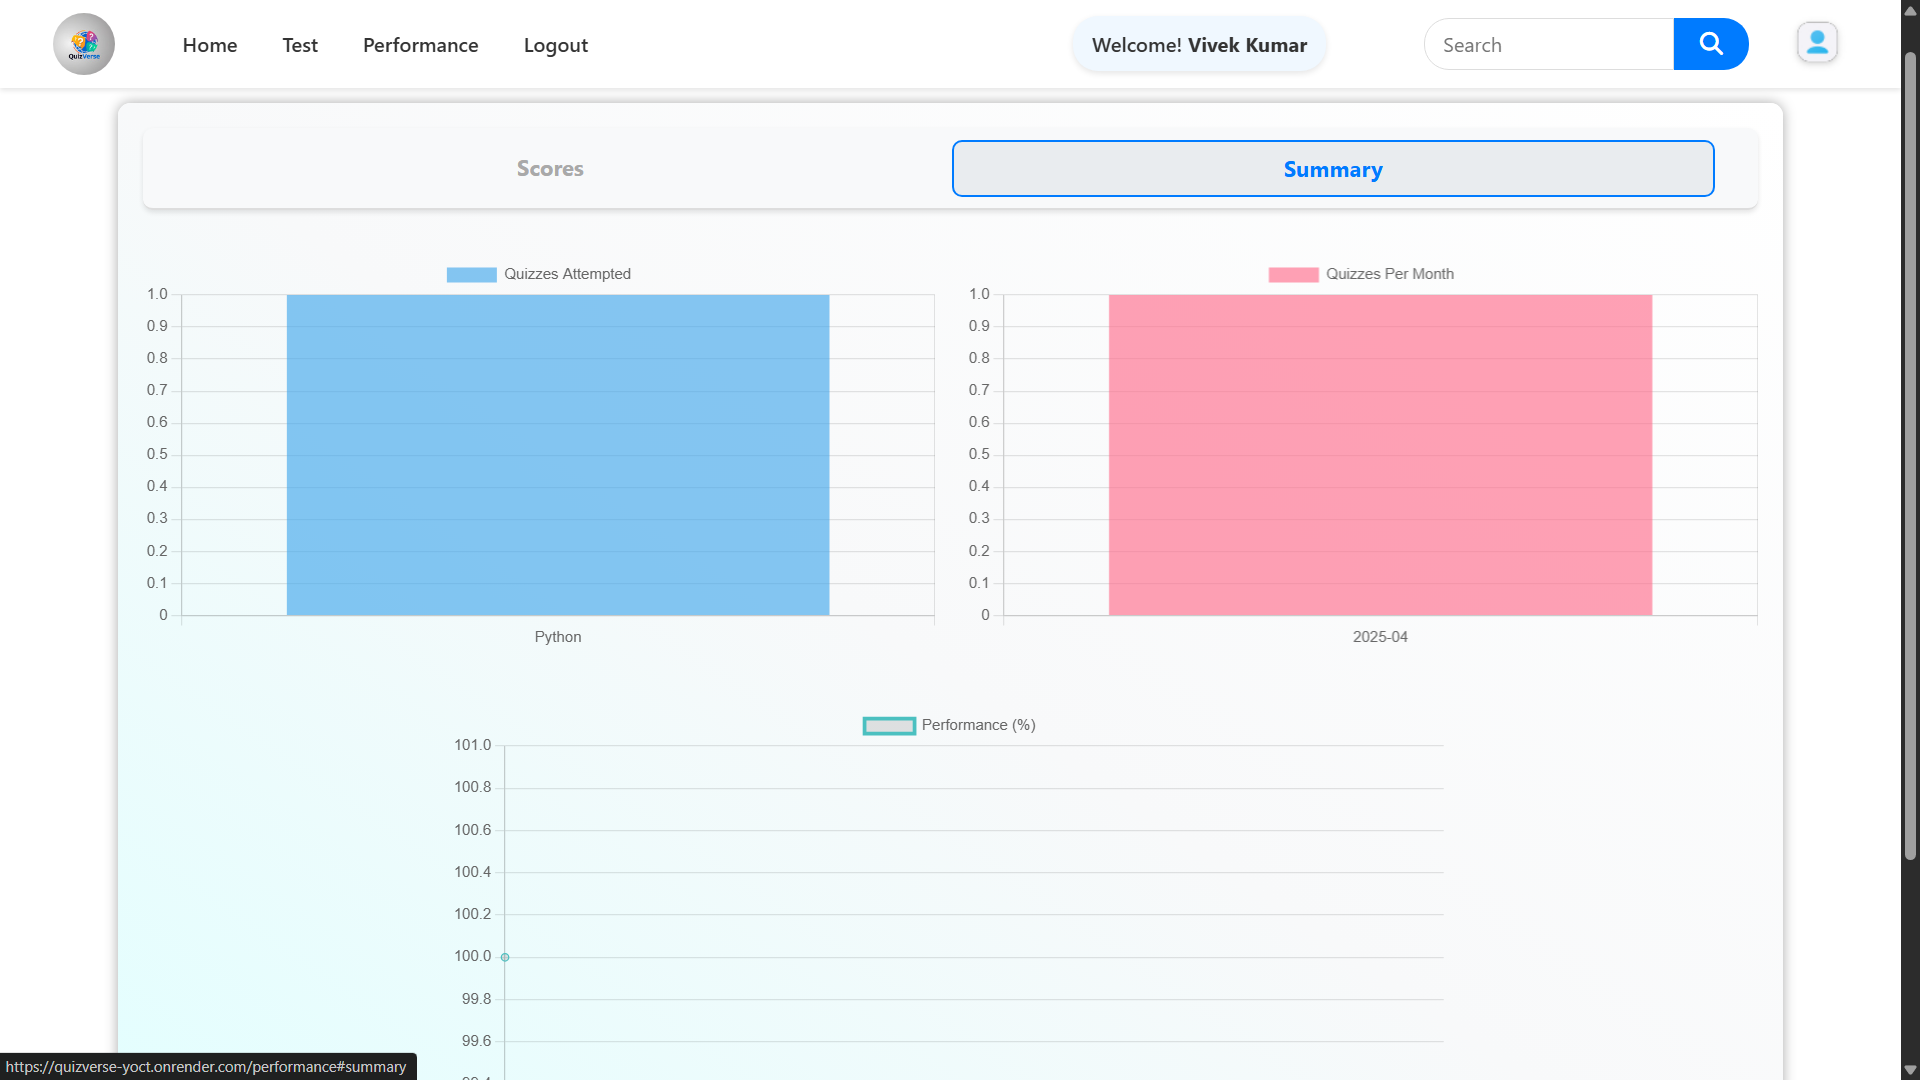 QuizVerse
Home
Test
Performance
Logout
Welcome! Vivek Kumar
Search
Scores
Summary
Quizzes Attempted
1.0
0.9
0.8
0.7
0.6
0.5
0.4
0.3
0.2
0.1
0
Python
Quizzes Per Month
1.0
0.9
0.8
0.7
0.6
0.5
0.4
0.3
0.2
0.1
0
2025-04
Performance (%)
101.0
100.8
100.6
100.4
100.2
100.0
99.8
99.6
https://quizverse-yoct.onrender.com/performance#summary